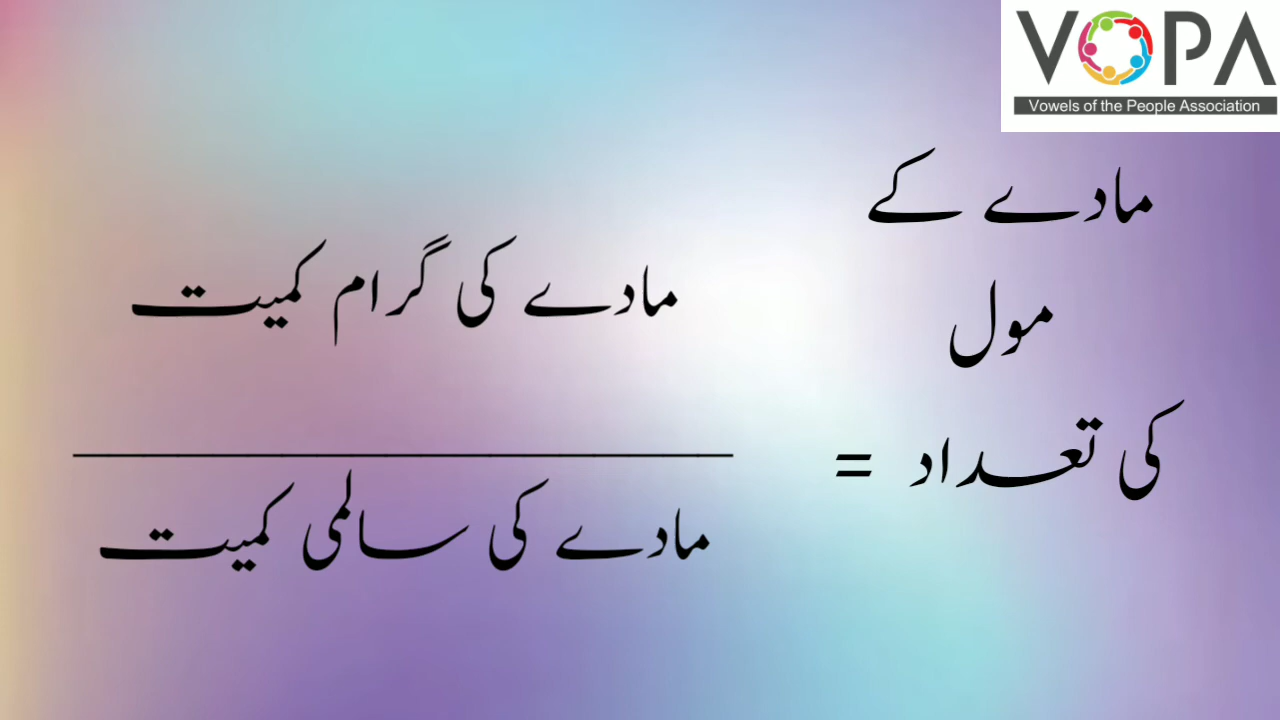 VOPA
Vowels of the People Association
مادے کے
مول
کی تعداد =
مادے کی گرام کمیت
مادے کی سالمی کمیت